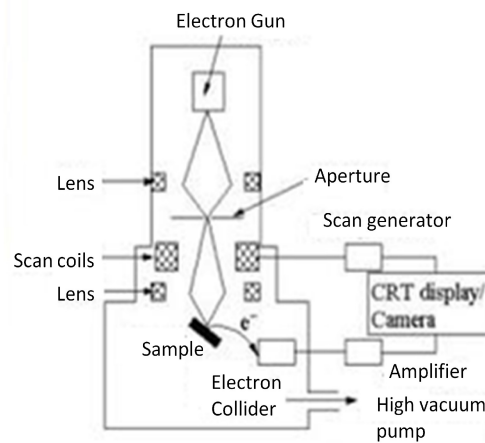 Electron Gun
Lens
Aperture
Scan generator
Scan coils
Lens
CRT display/
Camera
e⁻
Sample
Amplifier
Electron
Collider
High vacuum
pump